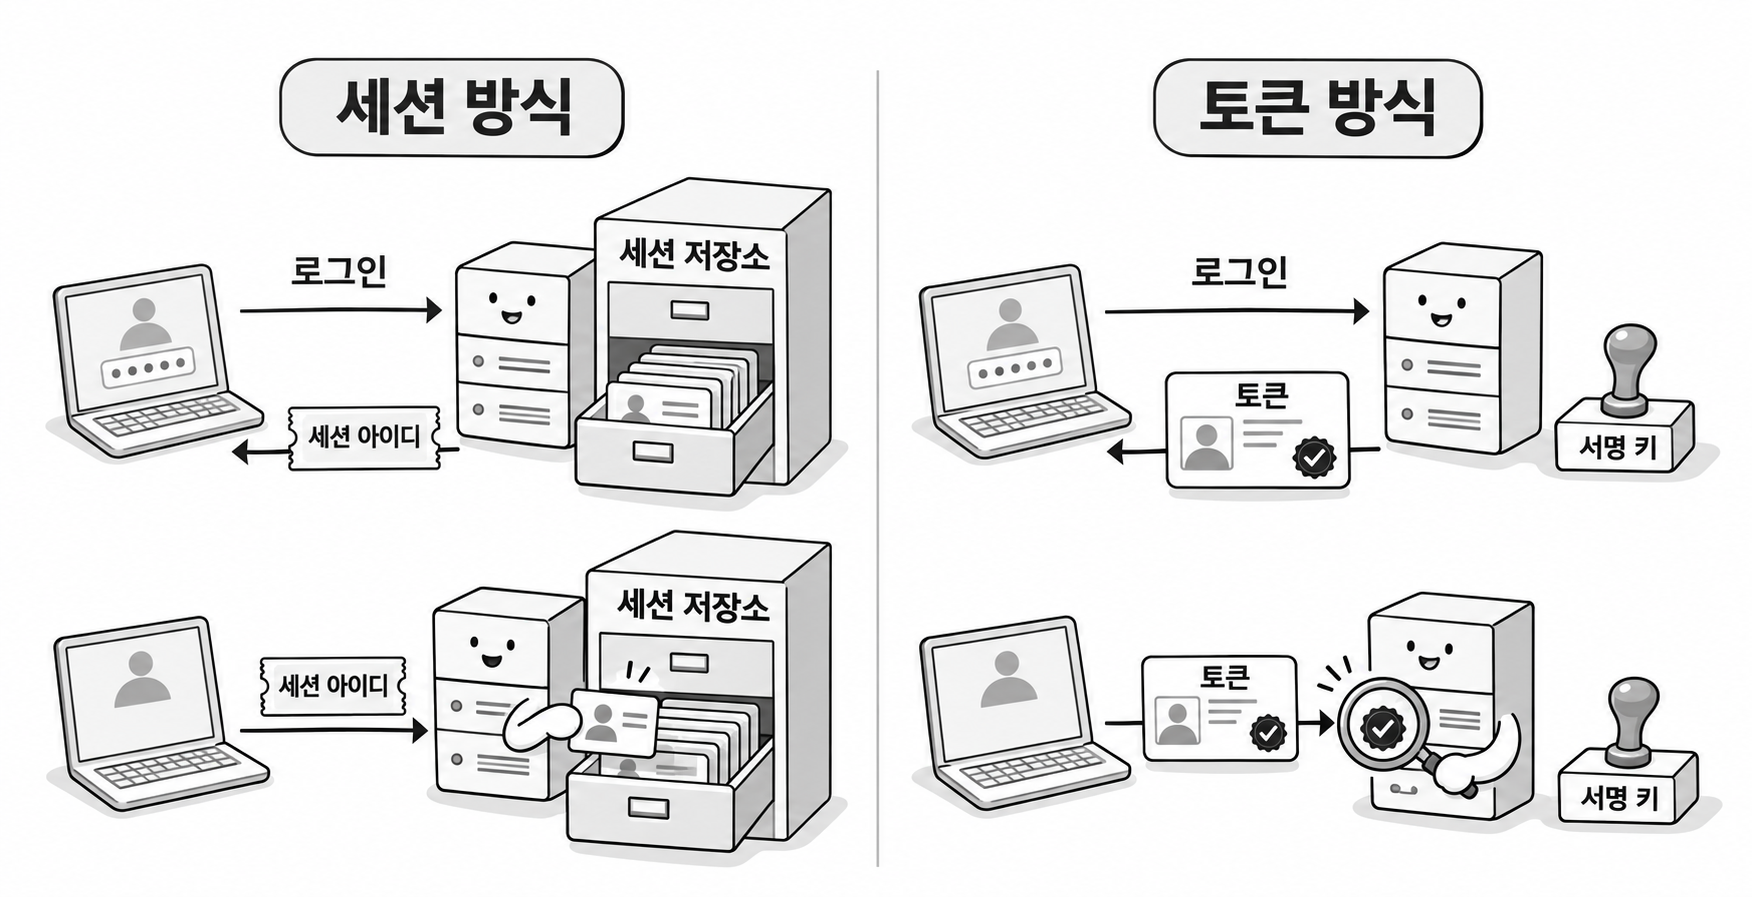 세션 방식
로그인
세션 저장소
세션 아이디
세션 저장소
세션 아이디
토큰 방식
로그인
토큰
서명 키
토큰
서명 키